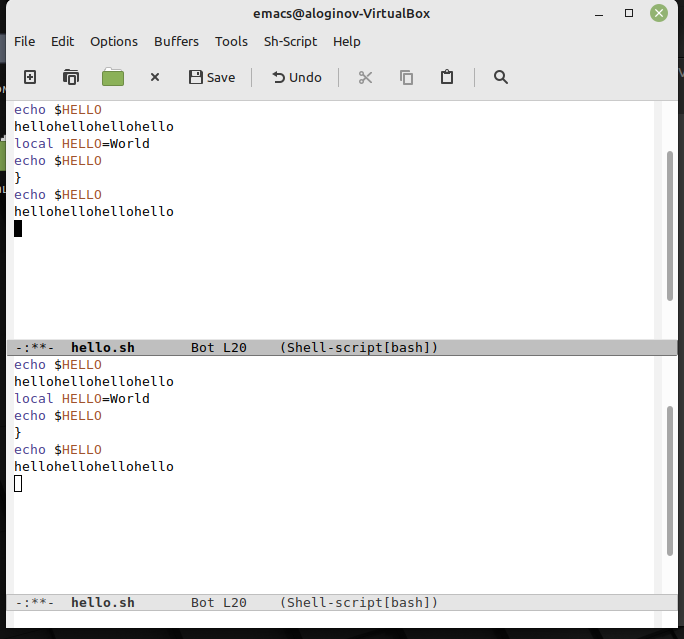 emacs@aloginov-VirtualBox
File Edit Options Buffers Tools Sh-Script Help
Save Undo
echo $HELLO
hellohellohellohello
local HELLO=World
echo $HELLO
}
echo $HELLO
hellohellohellohello
-:**- hello.sh Bot L20 (Shell-script[bash])
echo $HELLO
hellohellohellohello
local HELLO=World
echo $HELLO
}
echo $HELLO
hellohellohellohello
-:**- hello.sh Bot L20 (Shell-script[bash])